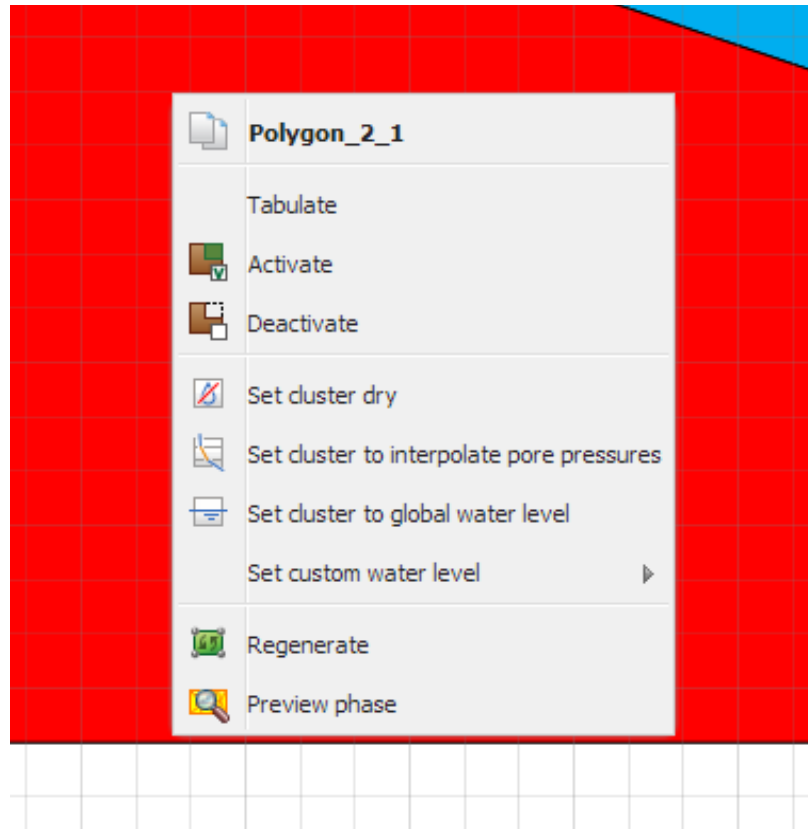 Polygon_2_1
Tabulate
Activate
Deactivate
Set cluster dry
Set cluster to interpolate pore pressures
Set cluster to global water level
Set custom water level
Regenerate
Preview phase